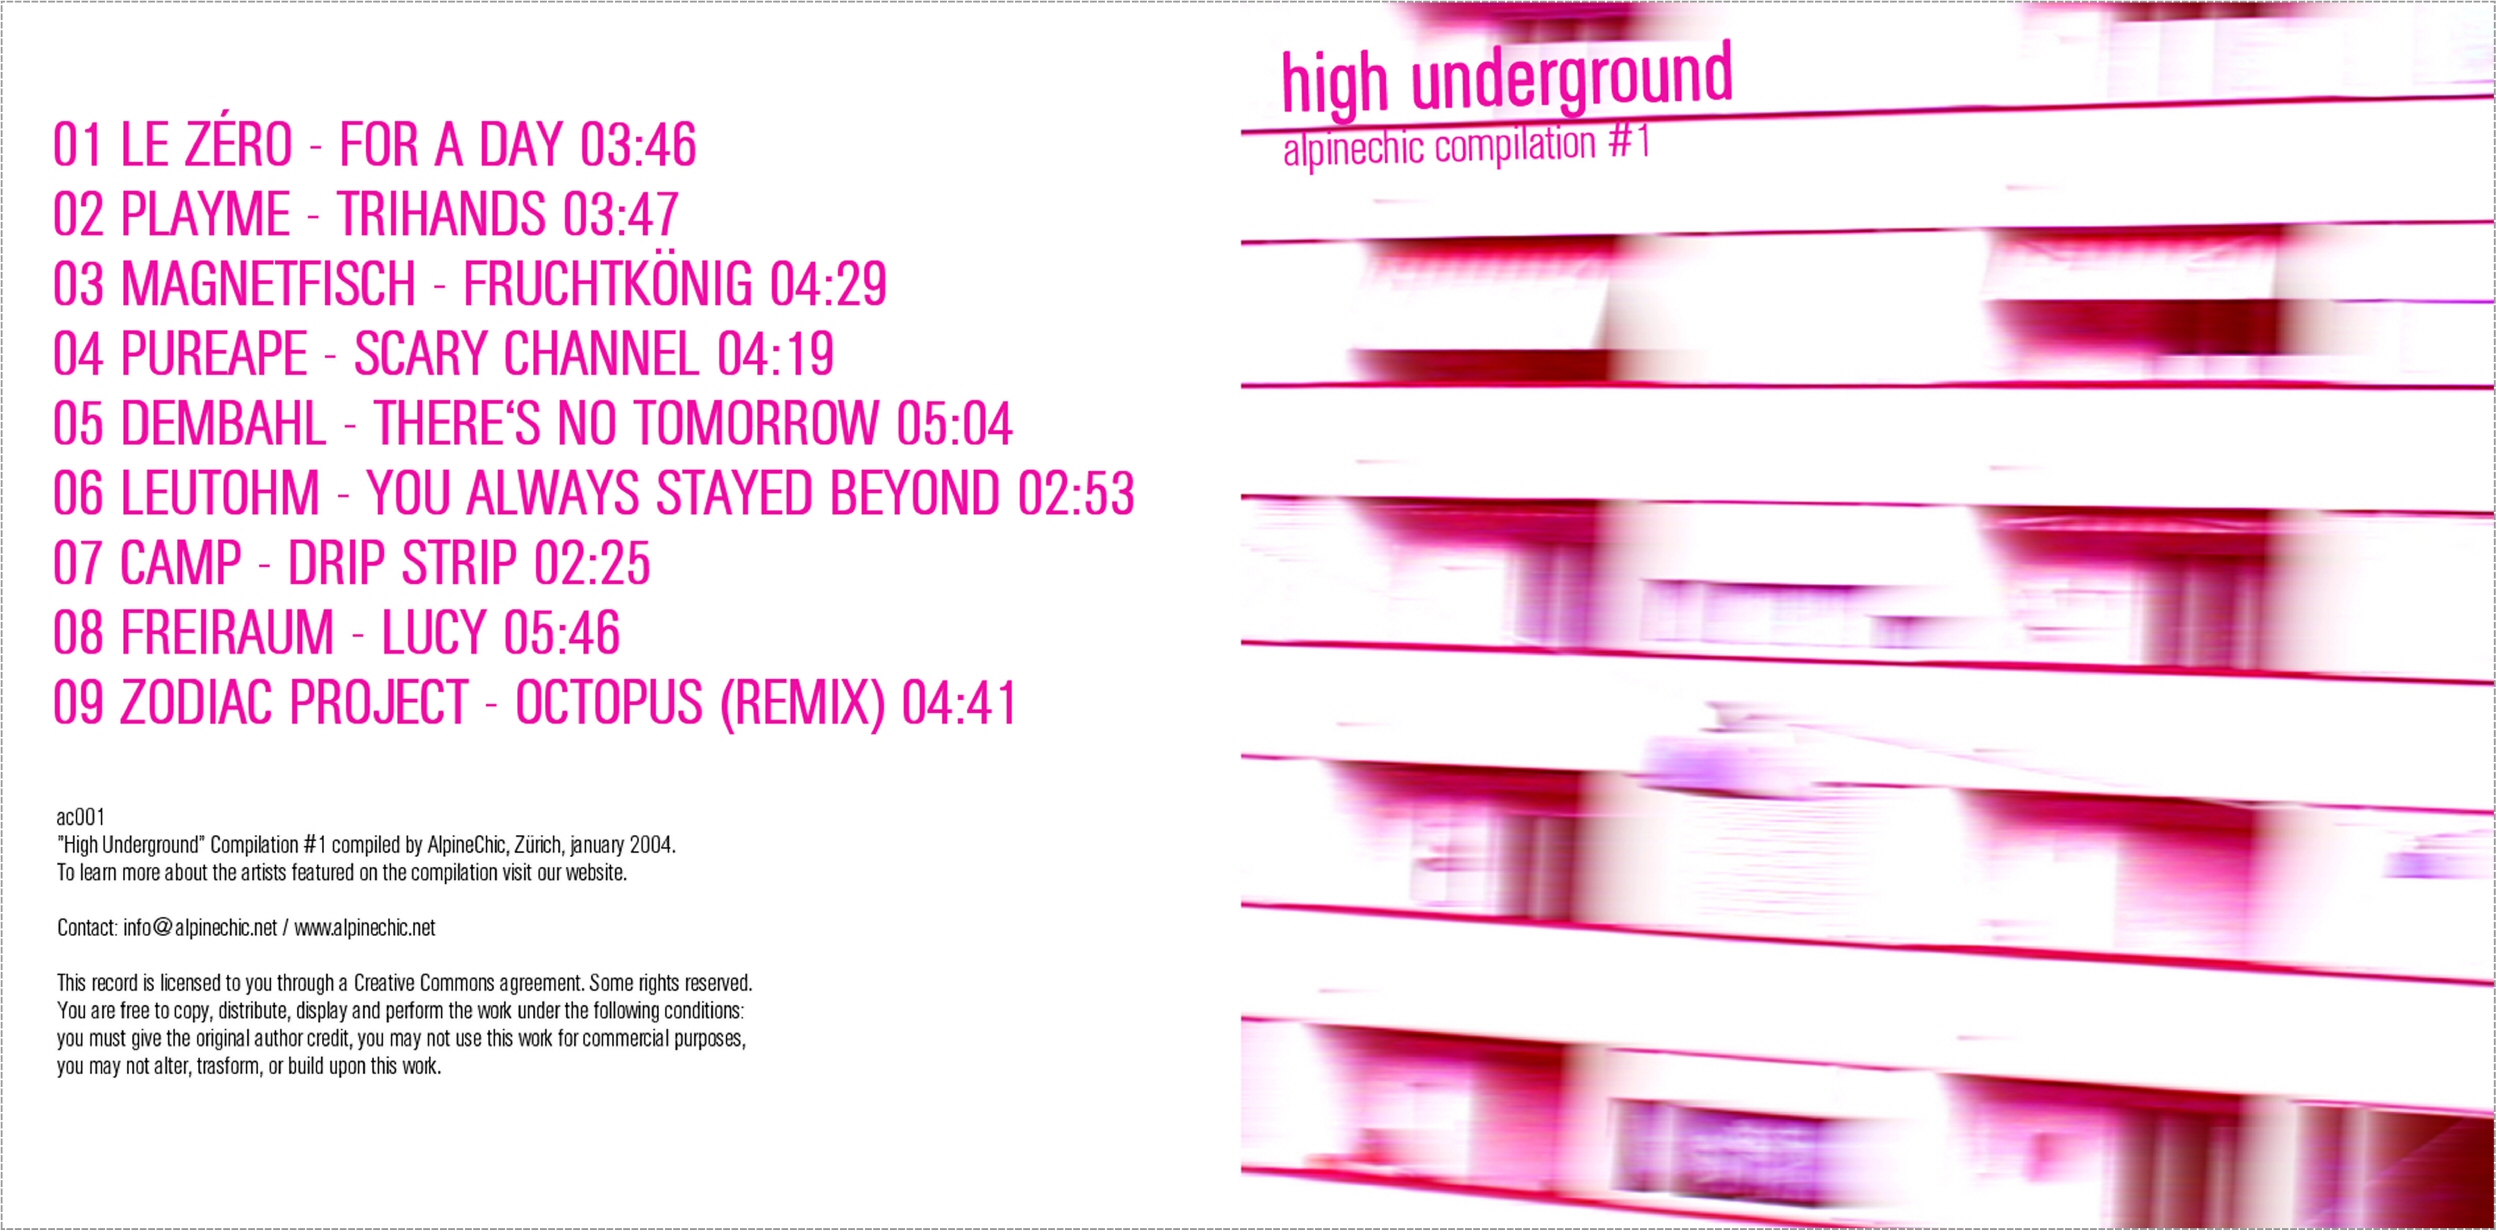 01 LE ZÉRO - FOR A DAY 03:46
02 PLAYME - TRIHANDS 03:47
03 MAGNETFISCH - FRUCHTKÖNIG 04:29
04 PUREAPE - SCARY CHANNEL 04:19
05 DEMBAHL - THERE‘S NO TOMORROW 05:04
06 LEUTOHM - YOU ALWAYS STAYED BEYOND 02:53
07 CAMP - DRIP STRIP 02:25
08 FREIRAUM - LUCY 05:46
09 ZODIAC PROJECT - OCTOPUS (REMIX) 04:41
ac001
”High Underground” Compilation #1 compiled by AlpineChic, Zürich, january 2004.
To learn more about the artists featured on the compilation visit our website.
Contact: info@alpinechic.net / www.alpinechic.net
This record is licensed to you through a Creative Commons agreement. Some rights reserved.
You are free to copy, distribute, display and perform the work under the following conditions:
you must give the original author credit, you may not use this work for commercial purposes,
you may not alter, trasform, or build upon this work.
high underground
alpinechic compilation #1